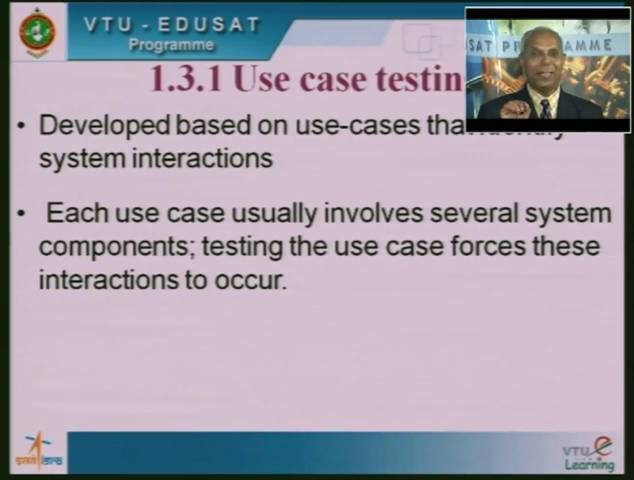 VTU - EDUSAT
Programme
SAT PROGRAMME
1.3.1 Use case testin
• Developed based on use-cases that identify
system interactions
• Each use case usually involves several system
components; testing the use case forces these
interactions to occur.
VTU
Learning